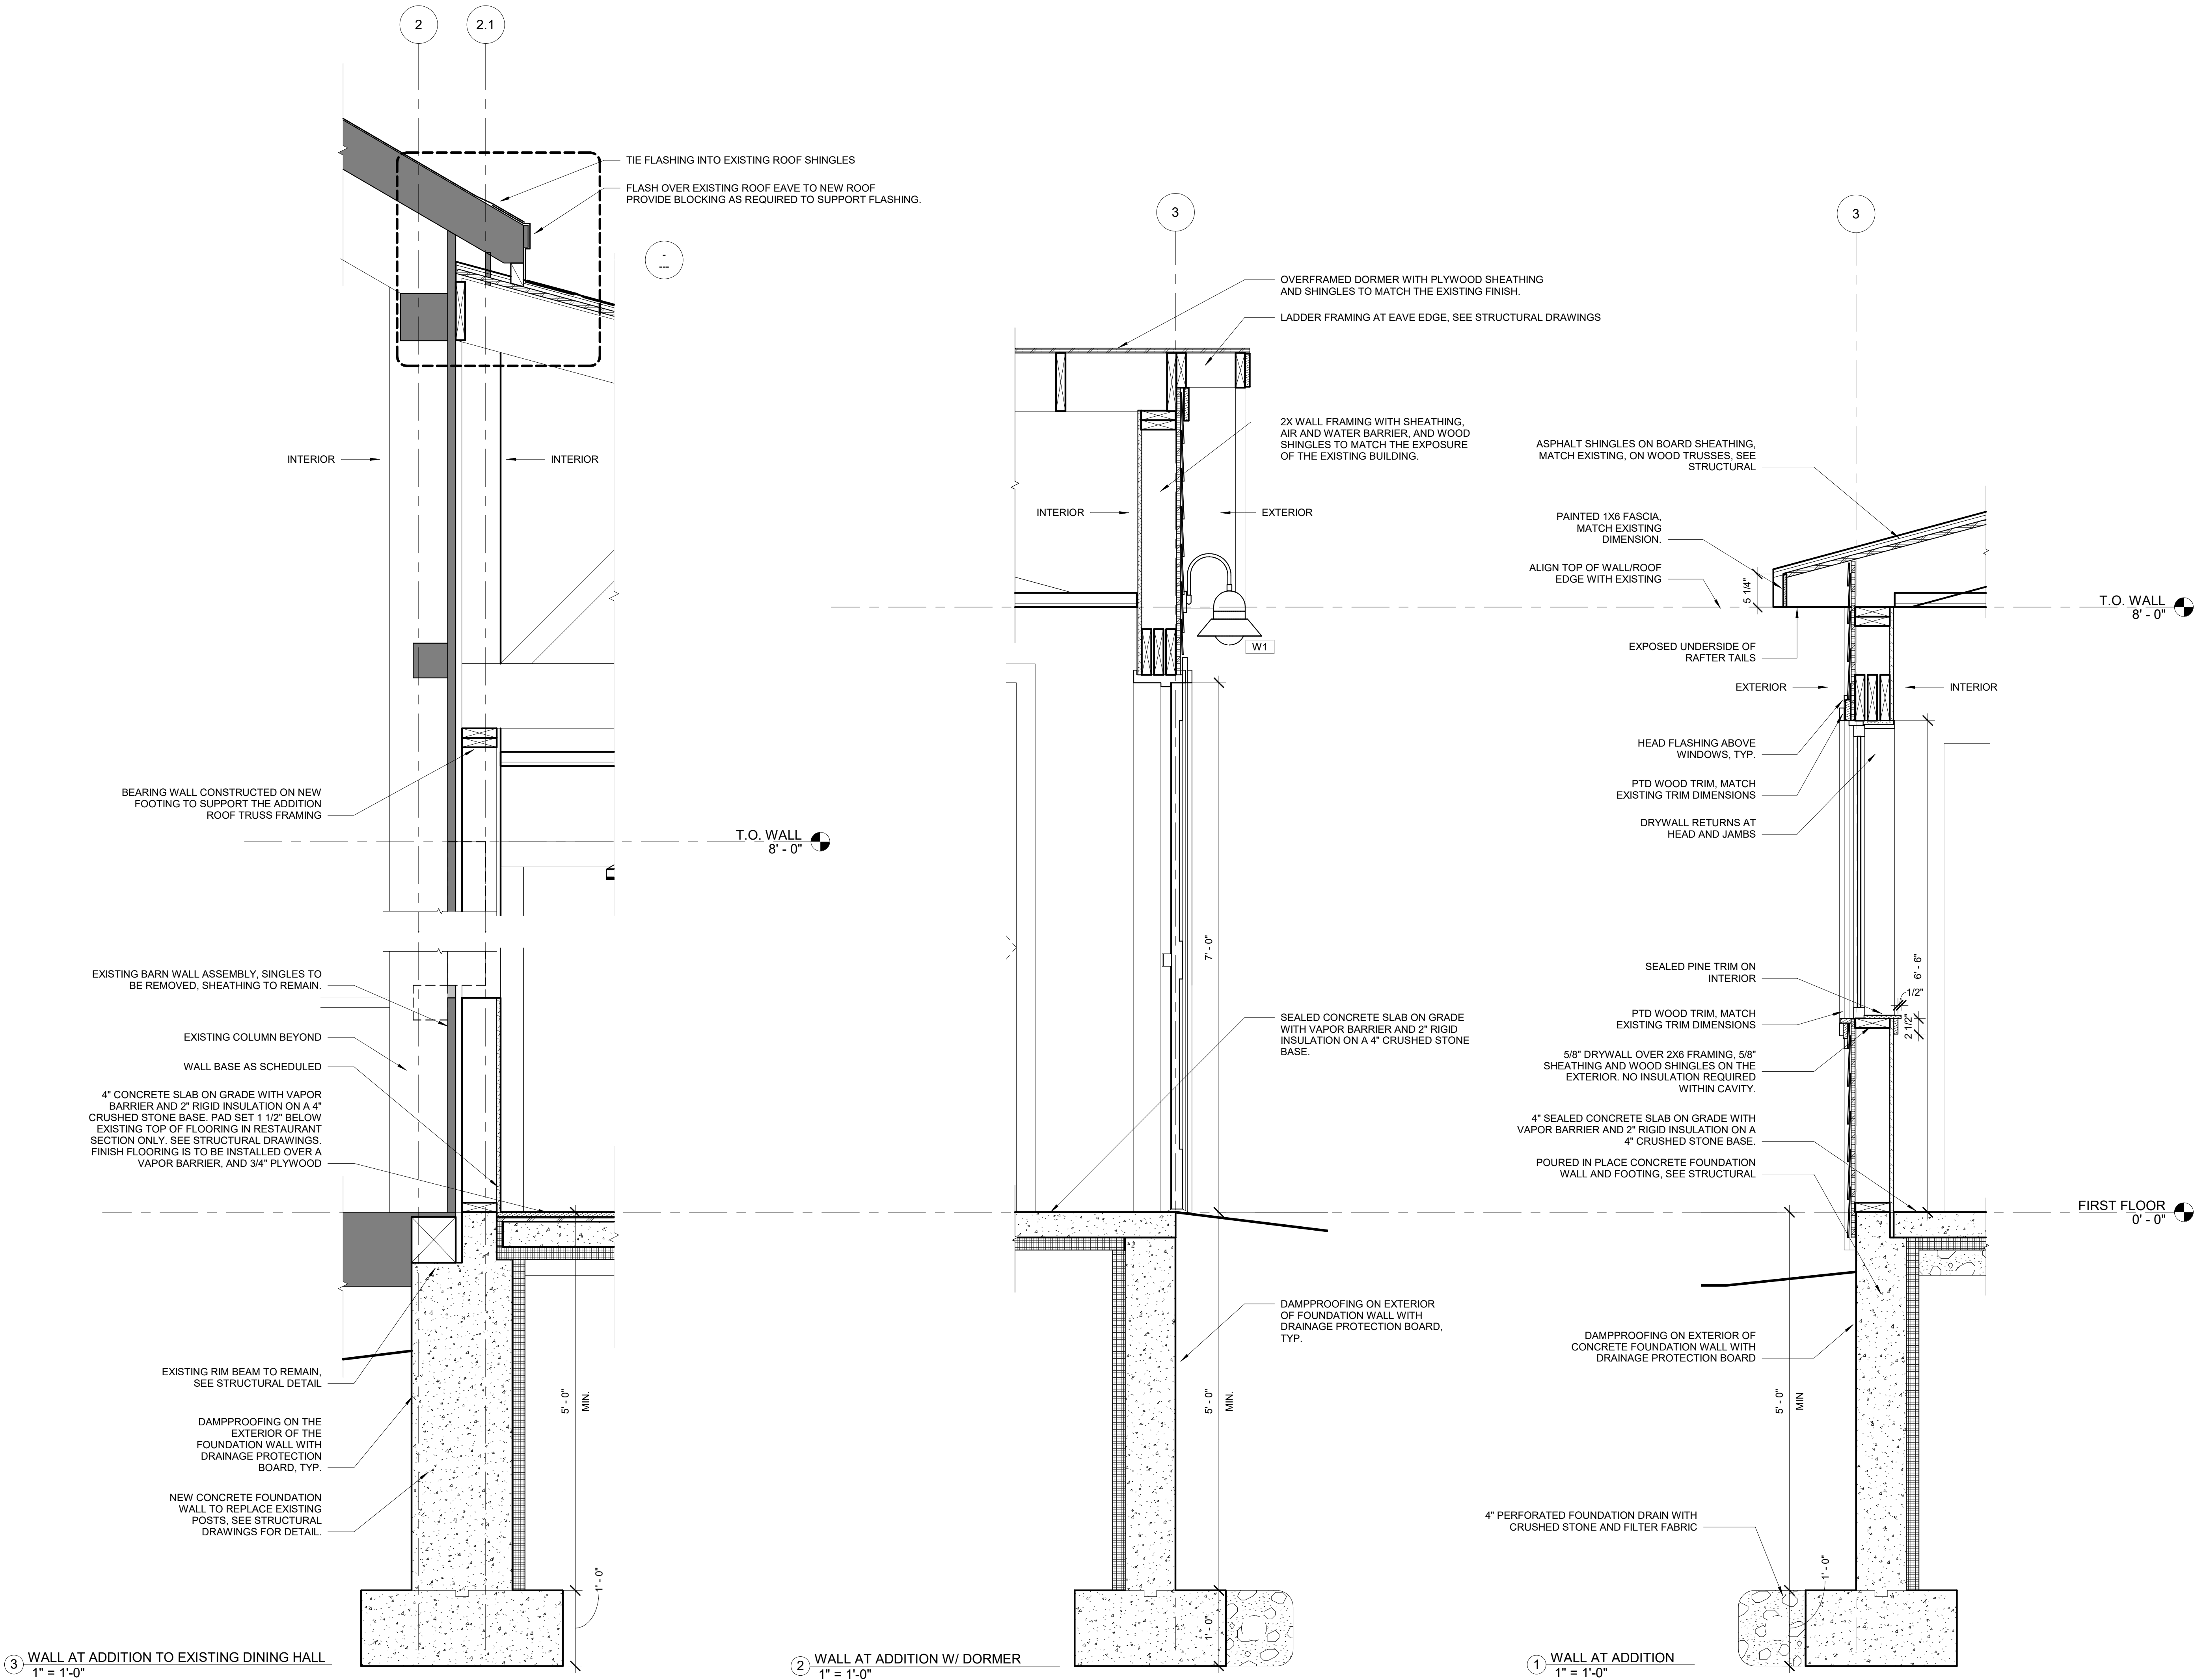 2
2.1
TIE FLASHING INTO EXISTING ROOF SHINGLES
FLASH OVER EXISTING ROOF EAVE TO NEW ROOF
PROVIDE BLOCKING AS REQUIRED TO SUPPORT FLASHING.
-
---
INTERIOR
INTERIOR
BEARING WALL CONSTRUCTED ON NEW
FOOTING TO SUPPORT THE ADDITION
ROOF TRUSS FRAMING
T.O. WALL
8' - 0"
EXISTING BARN WALL ASSEMBLY, SINGLES TO
BE REMOVED, SHEATHING TO REMAIN.
EXISTING COLUMN BEYOND
WALL BASE AS SCHEDULED
4" CONCRETE SLAB ON GRADE WITH VAPOR
BARRIER AND 2" RIGID INSULATION ON A 4"
CRUSHED STONE BASE. PAD SET 1 1/2" BELOW
EXISTING TOP OF FLOORING IN RESTAURANT
SECTION ONLY. SEE STRUCTURAL DRAWINGS.
FINISH FLOORING IS TO BE INSTALLED OVER A
VAPOR BARRIER, AND 3/4" PLYWOOD
EXISTING RIM BEAM TO REMAIN,
SEE STRUCTURAL DETAIL
DAMPPROOFING ON THE
EXTERIOR OF THE
FOUNDATION WALL WITH
DRAINAGE PROTECTION
BOARD, TYP.
NEW CONCRETE FOUNDATION
WALL TO REPLACE EXISTING
POSTS, SEE STRUCTURAL
DRAWINGS FOR DETAIL.
5' - 0"
MIN.
1' - 0"
3
WALL AT ADDITION TO EXISTING DINING HALL
1" = 1'-0"
3
OVERFRAMED DORMER WITH PLYWOOD SHEATHING
AND SHINGLES TO MATCH THE EXISTING FINISH.
LADDER FRAMING AT EAVE EDGE, SEE STRUCTURAL DRAWINGS
2X WALL FRAMING WITH SHEATHING,
AIR AND WATER BARRIER, AND WOOD
SHINGLES TO MATCH THE EXPOSURE
OF THE EXISTING BUILDING.
INTERIOR
EXTERIOR
W1
7' - 0"
SEALED CONCRETE SLAB ON GRADE
WITH VAPOR BARRIER AND 2" RIGID
INSULATION ON A 4" CRUSHED STONE
BASE.
DAMPPROOFING ON EXTERIOR
OF FOUNDATION WALL WITH
DRAINAGE PROTECTION BOARD,
TYP.
5' - 0"
MIN.
1' - 0"
2
WALL AT ADDITION W/ DORMER
1" = 1'-0"
3
ASPHALT SHINGLES ON BOARD SHEATHING,
MATCH EXISTING, ON WOOD TRUSSES, SEE
STRUCTURAL
PAINTED 1X6 FASCIA,
MATCH EXISTING
DIMENSION.
ALIGN TOP OF WALL/ROOF
EDGE WITH EXISTING
5 1/4"
T.O. WALL
8' - 0"
EXPOSED UNDERSIDE OF
RAFTER TAILS
EXTERIOR
INTERIOR
HEAD FLASHING ABOVE
WINDOWS, TYP.
PTD WOOD TRIM, MATCH
EXISTING TRIM DIMENSIONS
DRYWALL RETURNS AT
HEAD AND JAMBS
SEALED PINE TRIM ON
INTERIOR
6' - 6"
1/2"
2 1/2"
PTD WOOD TRIM, MATCH
EXISTING TRIM DIMENSIONS
5/8" DRYWALL OVER 2X6 FRAMING, 5/8"
SHEATHING AND WOOD SHINGLES ON THE
EXTERIOR. NO INSULATION REQUIRED
WITHIN CAVITY.
4" SEALED CONCRETE SLAB ON GRADE WITH
VAPOR BARRIER AND 2" RIGID INSULATION ON A
4" CRUSHED STONE BASE.
POURED IN PLACE CONCRETE FOUNDATION
WALL AND FOOTING, SEE STRUCTURAL
FIRST FLOOR
0' - 0"
DAMPPROOFING ON EXTERIOR OF
CONCRETE FOUNDATION WALL WITH
DRAINAGE PROTECTION BOARD
5' - 0"
MIN
4" PERFORATED FOUNDATION DRAIN WITH
CRUSHED STONE AND FILTER FABRIC
1' - 0"
1
WALL AT ADDITION
1" = 1'-0"